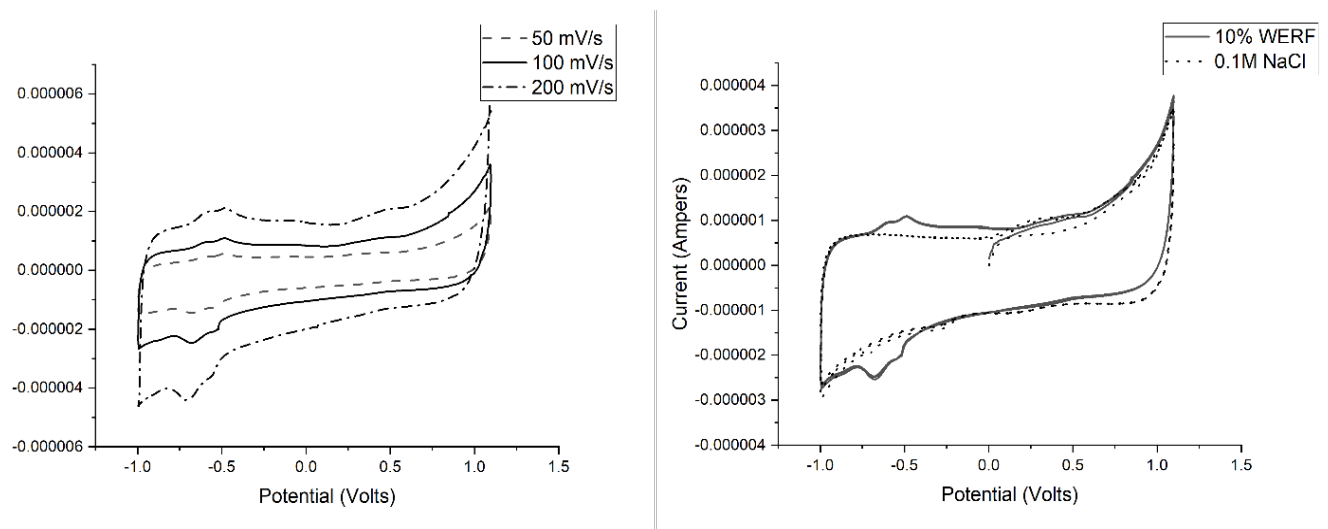 50 mV/s
100 mV/s
200 mV/s
0.000006
0.000004
0.000002
0.000000
-0.000002
-0.000004
-0.000006
-1.0 -0.5 0.0 0.5 1.0 1.5
Potential (Volts)
10% WERF
0.1M NaCl
0.000004
0.000003
0.000002
0.000001
0.000000
-0.000001
-0.000002
-0.000003
-0.000004
Current (Ampers)
-1.0 -0.5 0.0 0.5 1.0 1.5
Potential (Volts)